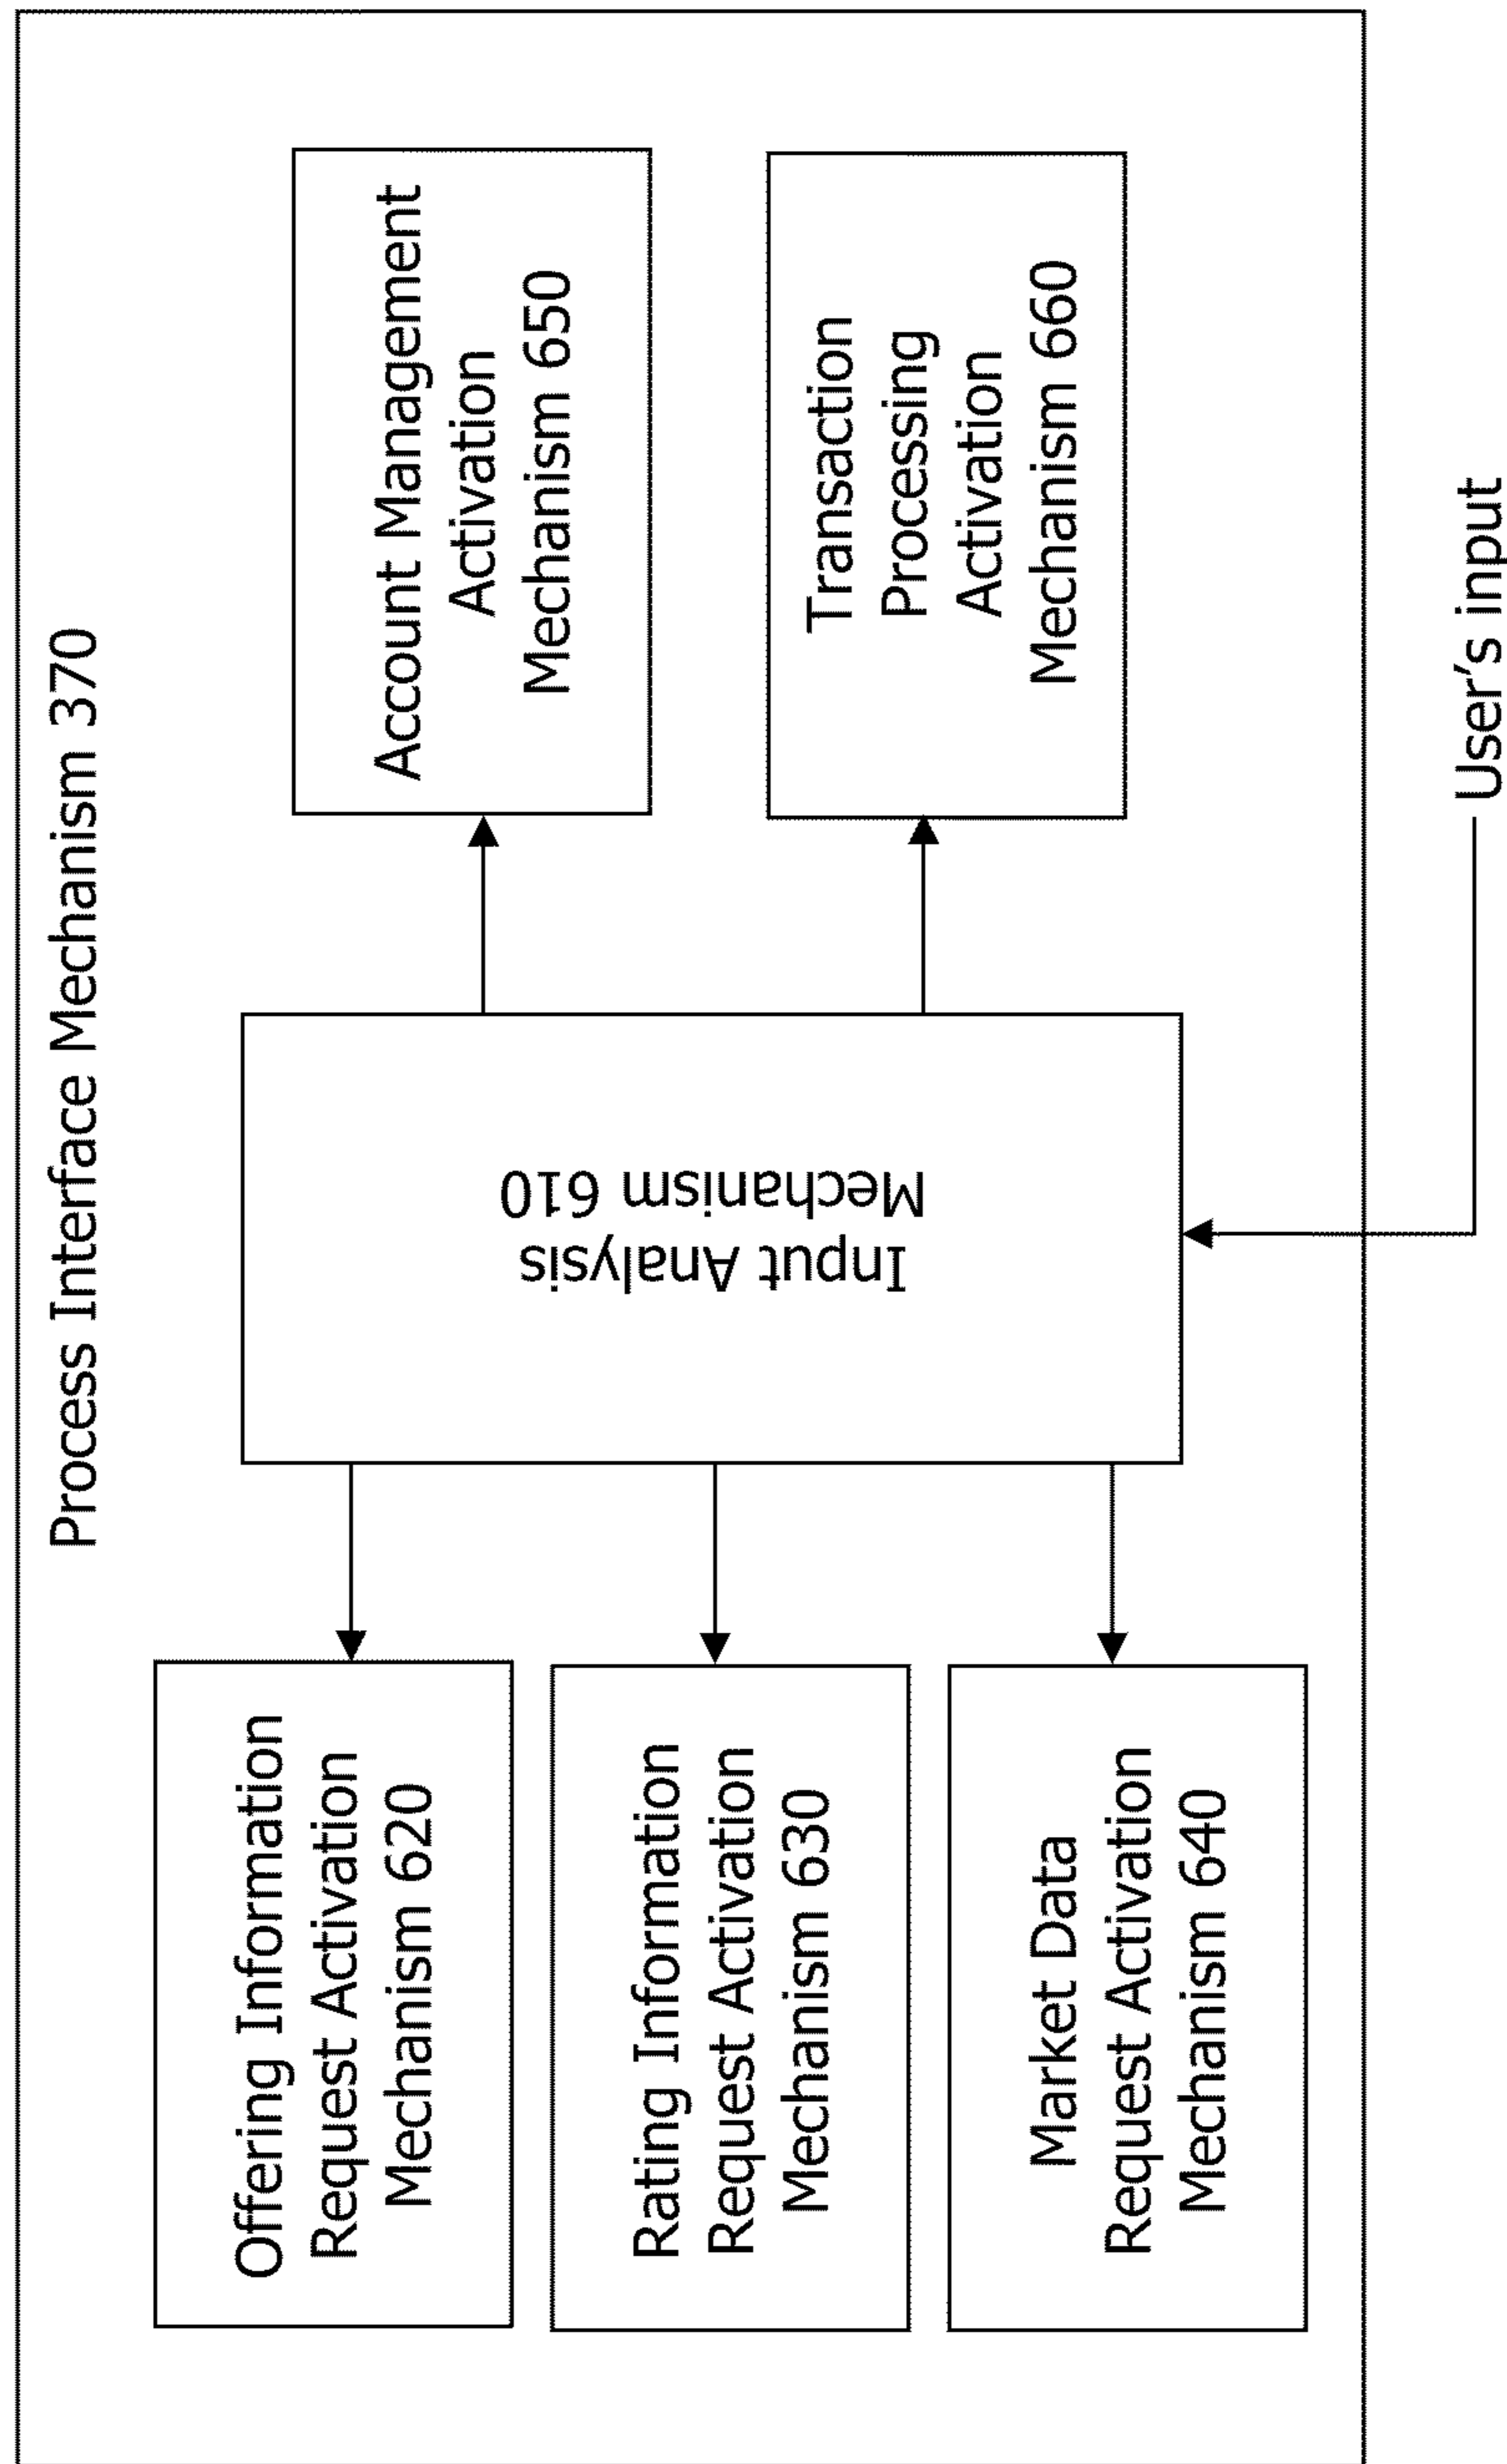 Process Interface Mechanism 370
Offering Information
Request Activation
Mechanism 620
Rating Information
Request Activation
Mechanism 630
Market Data
Request Activation
Mechanism 640
Input Analysis
Mechanism 610
Account Management
Activation
Mechanism 650
Transaction
Processing
Activation
Mechanism 660
User’s input